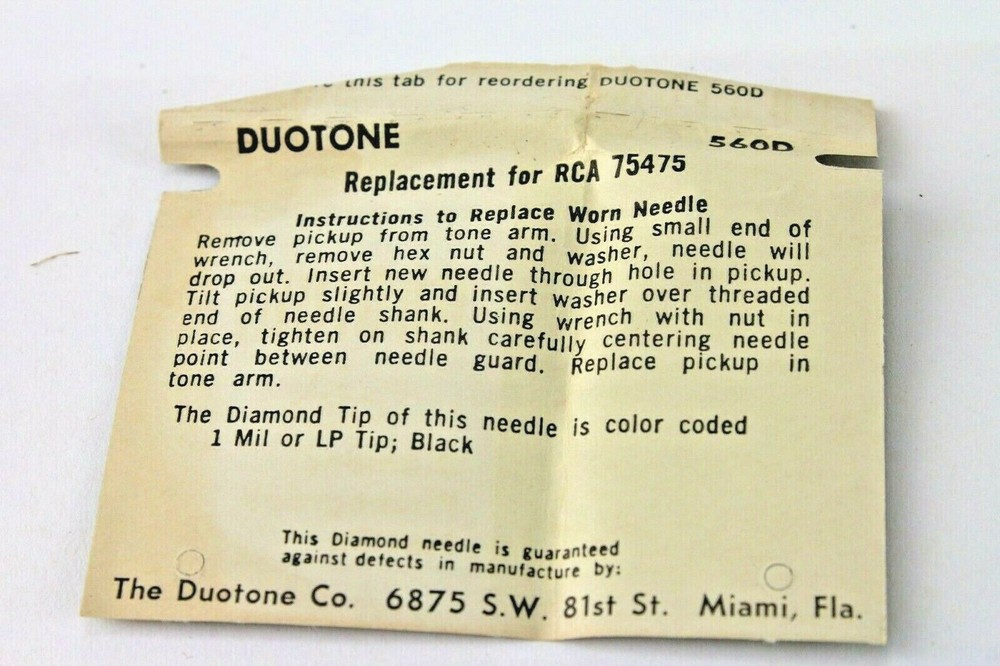 this tab for reordering DUOTONE 560D
DUOTONE 560D
Replacement for RCA 75475
Instructions to Replace Worn Needle
Remove pickup from tone arm. Using small end of
wrench, remove hex nut and washer, needle will
drop out. Insert new needle through hole in pickup.
Tilt pickup slightly and insert washer over threaded
end of needle shank. Using wrench with nut in
place, tighten on shank carefully centering needle
point between needle guard. Replace pickup in
tone arm.
The Diamond Tip of this needle is color coded
1 Mil or LP Tip; Black
This Diamond needle is guaranteed
against defects in manufacture by:
The Duotone Co. 6875 S.W. 81st St. Miami, Fla.